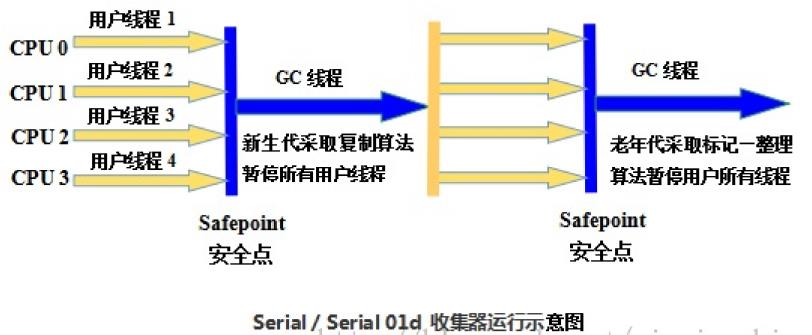 用户线程 1
CPU 0
用户线程 2
CPU 1
用户线程 3
CPU 2
用户线程 4
CPU 3
GC 线程
新生代采取复制算法
暂停所有用户线程
Safepoint
安全点
GC 线程
老年代采取标记一整理
算法暂停用户所有线程
Safepoint
安全点
Serial / Serial 01d 收集器运行示意图